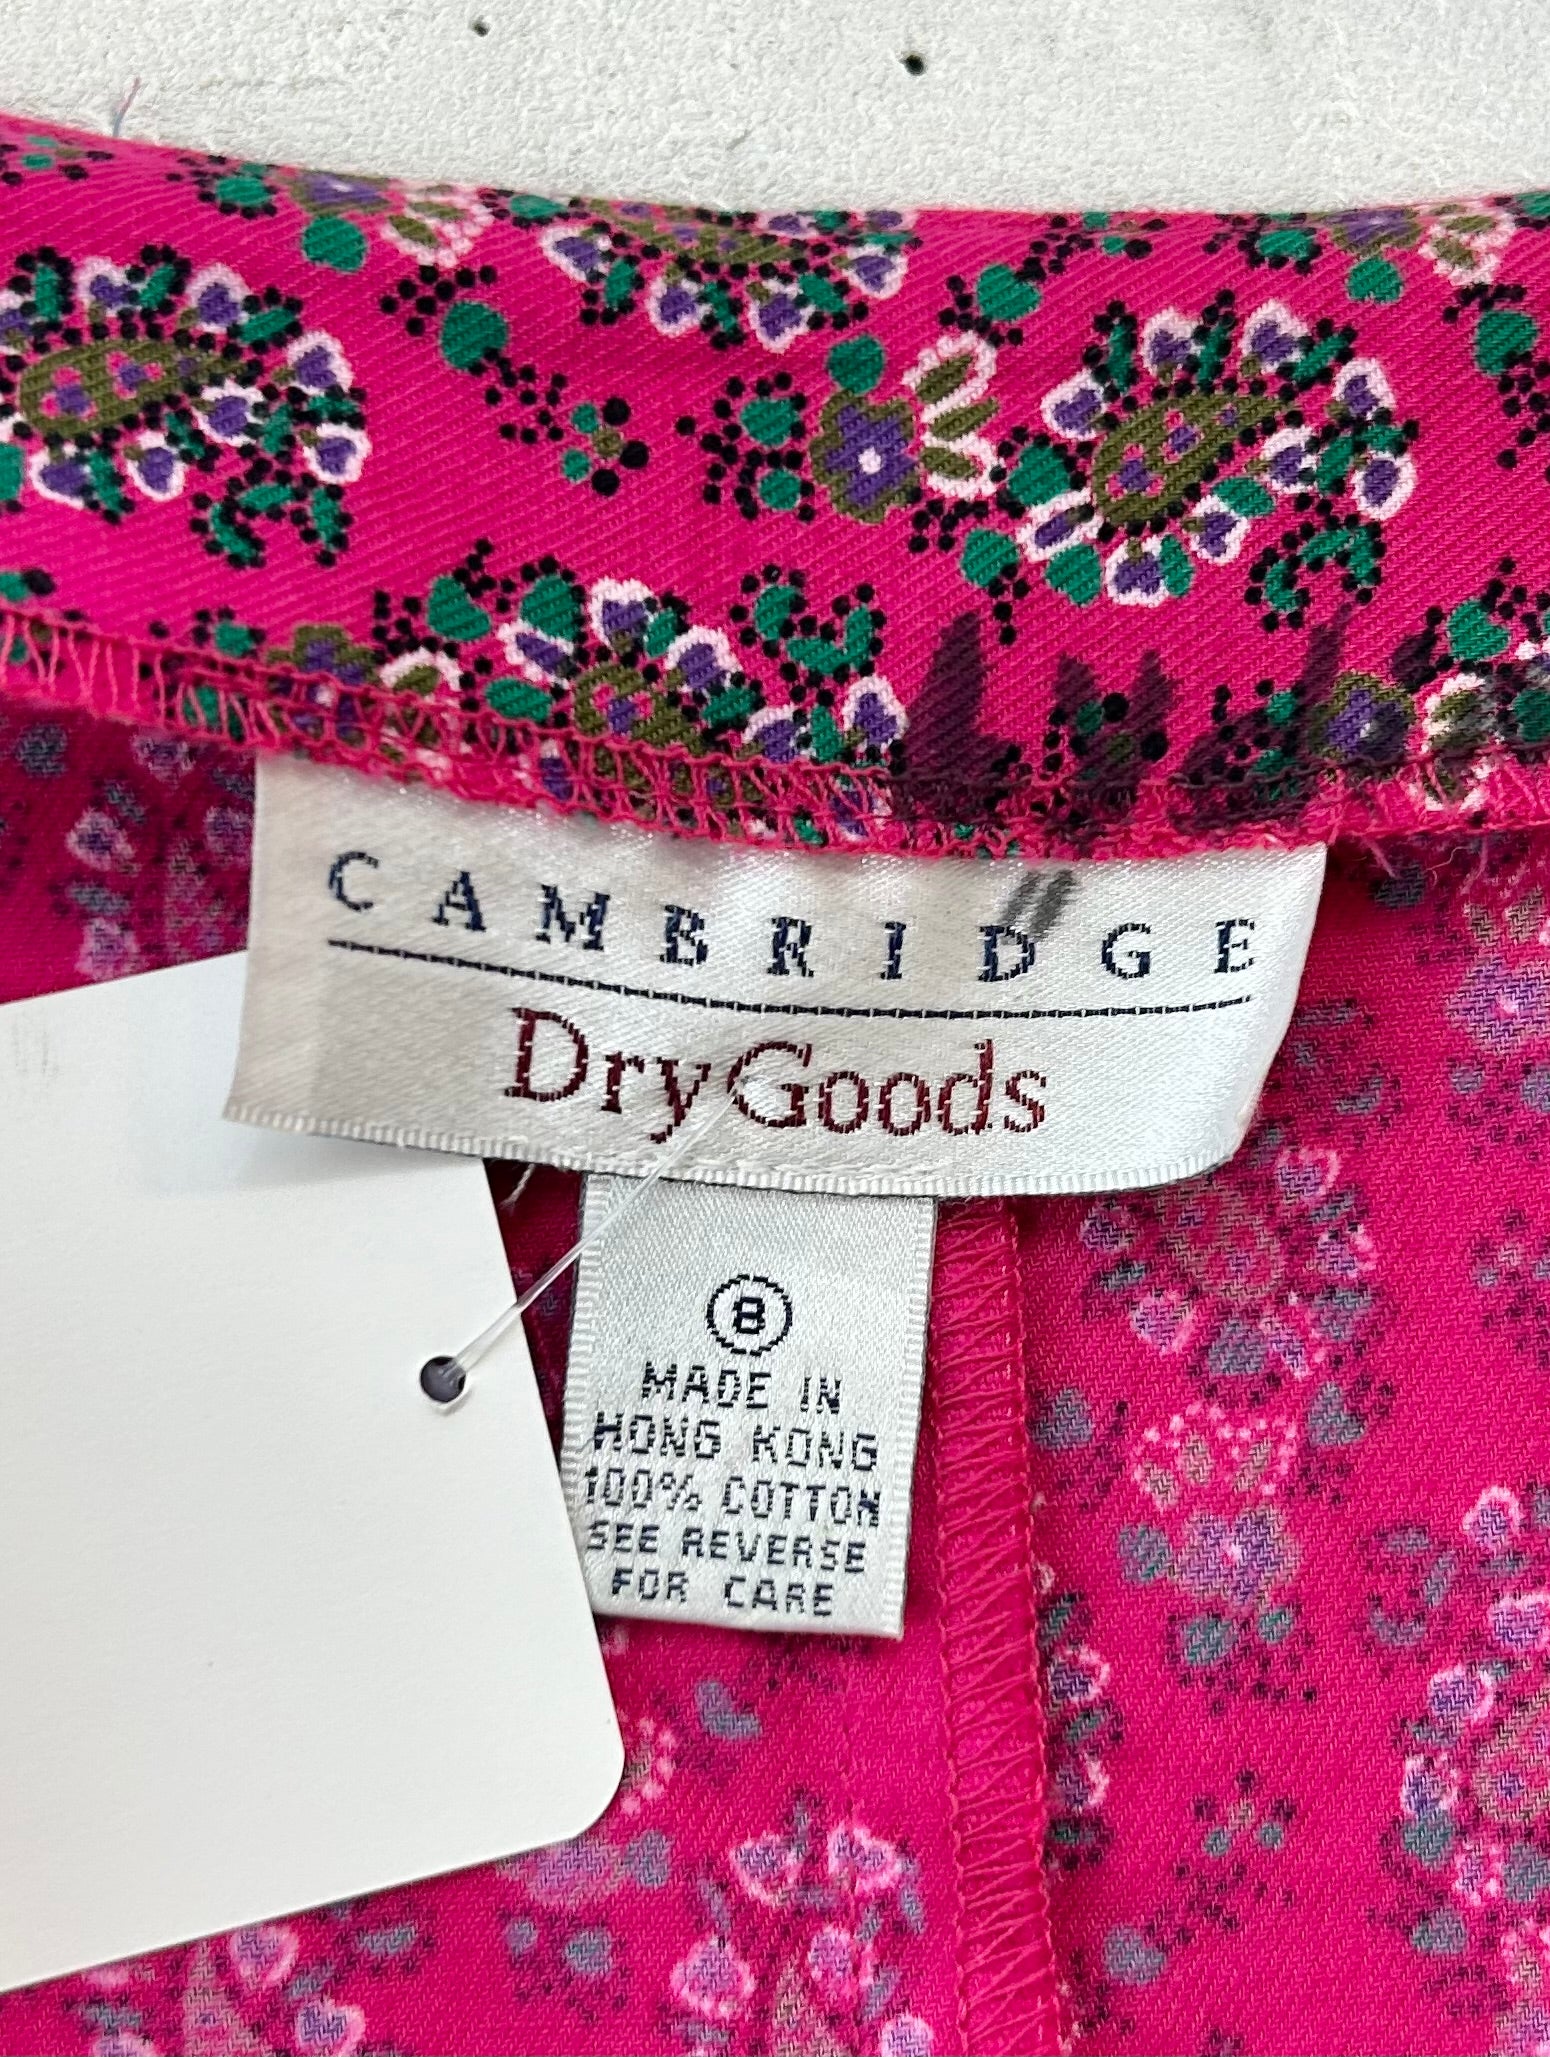 CAMBRIDGE
DryGoods
8
MADE IN
HONG KONG
100% COTTON
SEE REVERSE
FOR CARE